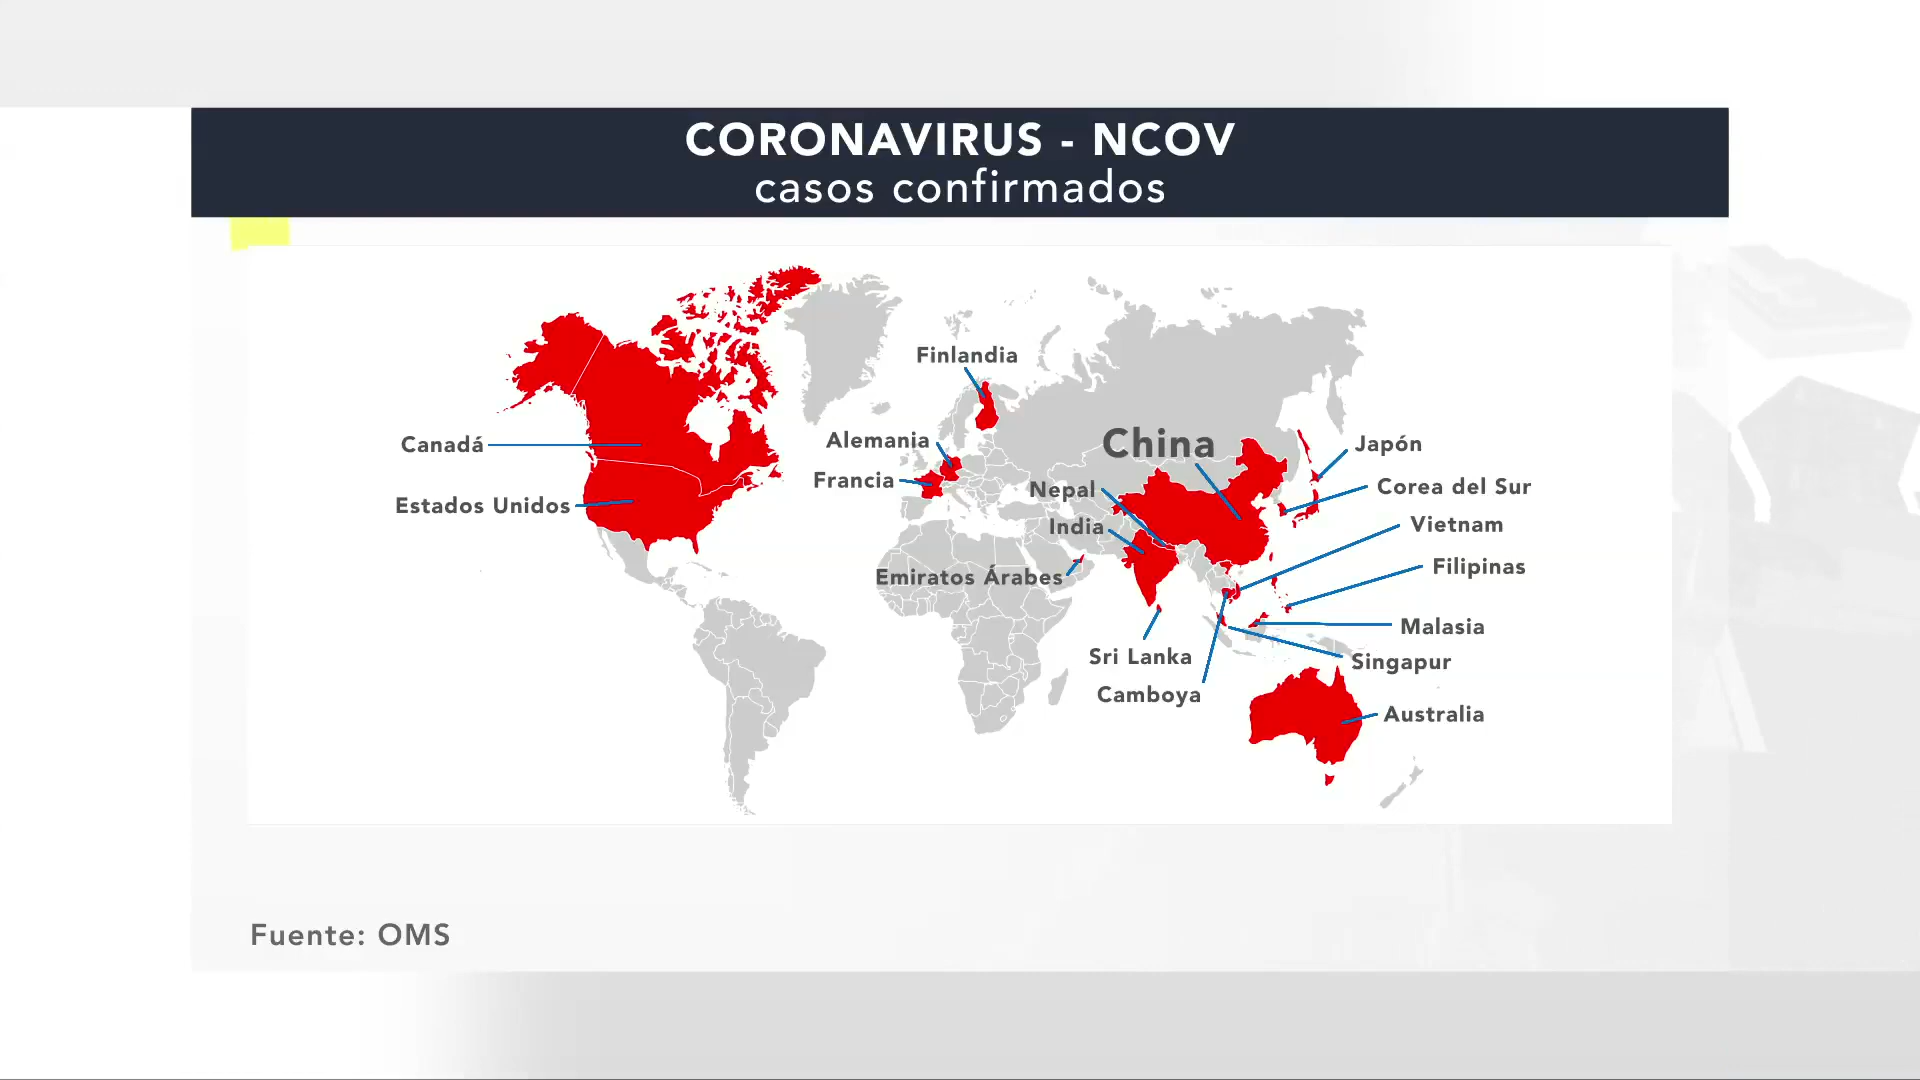 CORONAVIRUS - NCOV
casos confirmados
Finlandia
Alemania
Canadá
China
Japón
Francia
Nepal
Corea del Sur
Estados Unidos
India
Vietnam
Emiratos Árabes
Filipinas
Malasia
Sri Lanka
Singapur
Camboya
Australia
Fuente: OMS